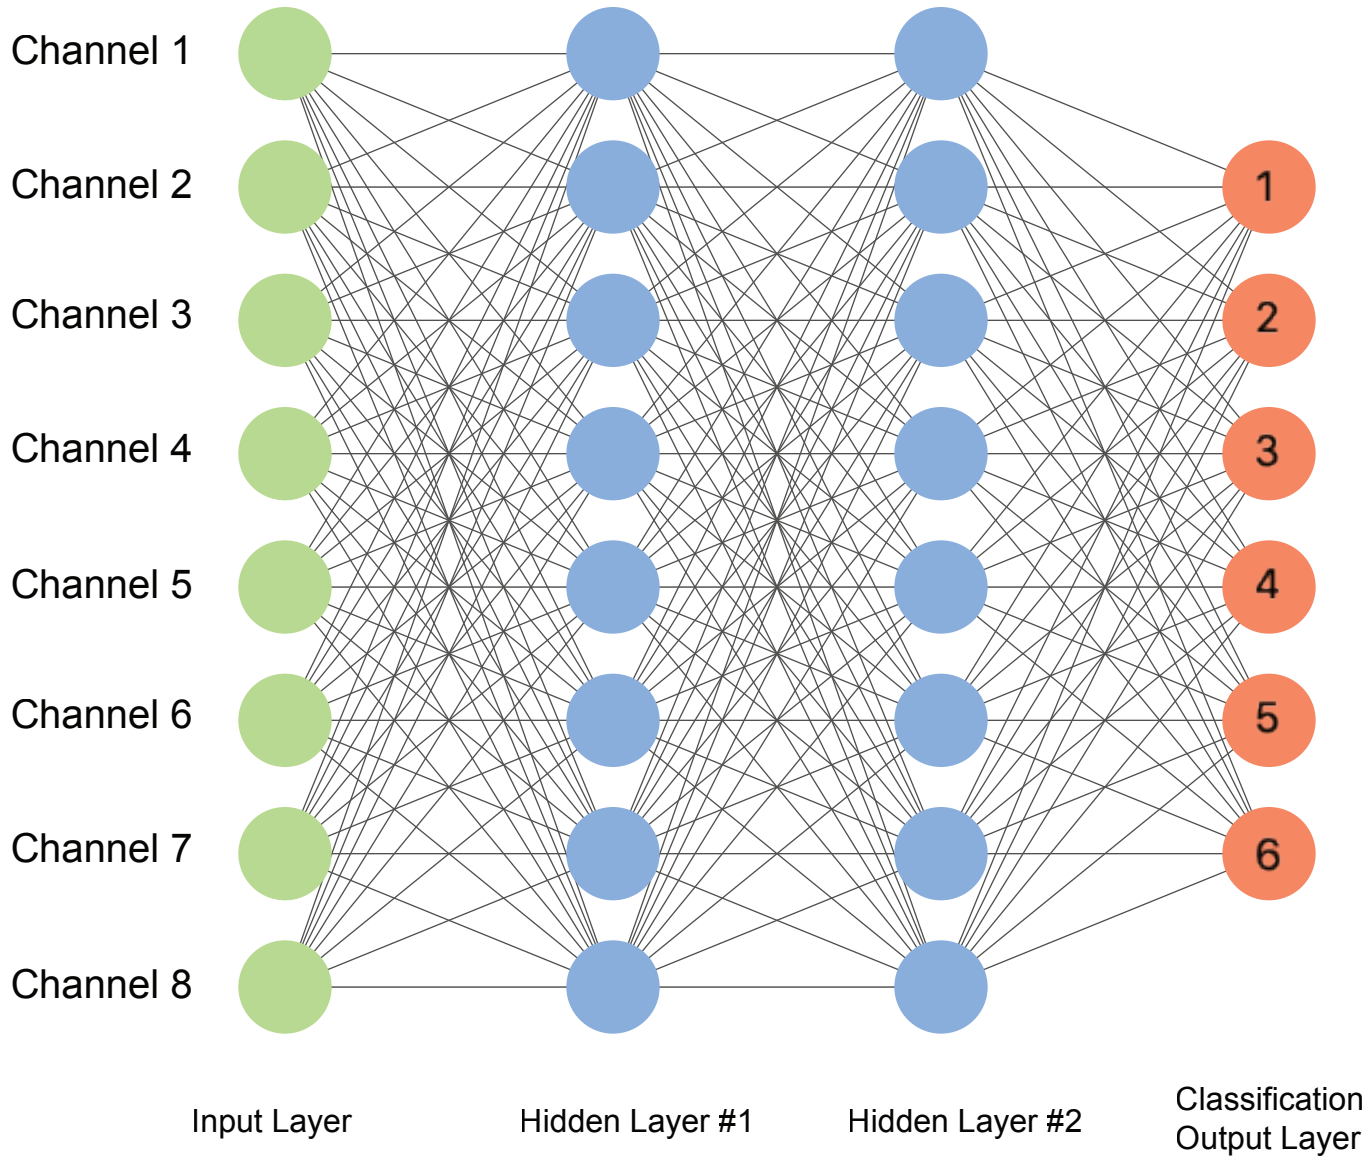 Channel 1
Channel 2
Channel 3
Channel 4
Channel 5
Channel 6
Channel 7
Channel 8
1
2
3
4
5
6
Input Layer
Hidden Layer #1
Hidden Layer #2
Classification
Output Layer